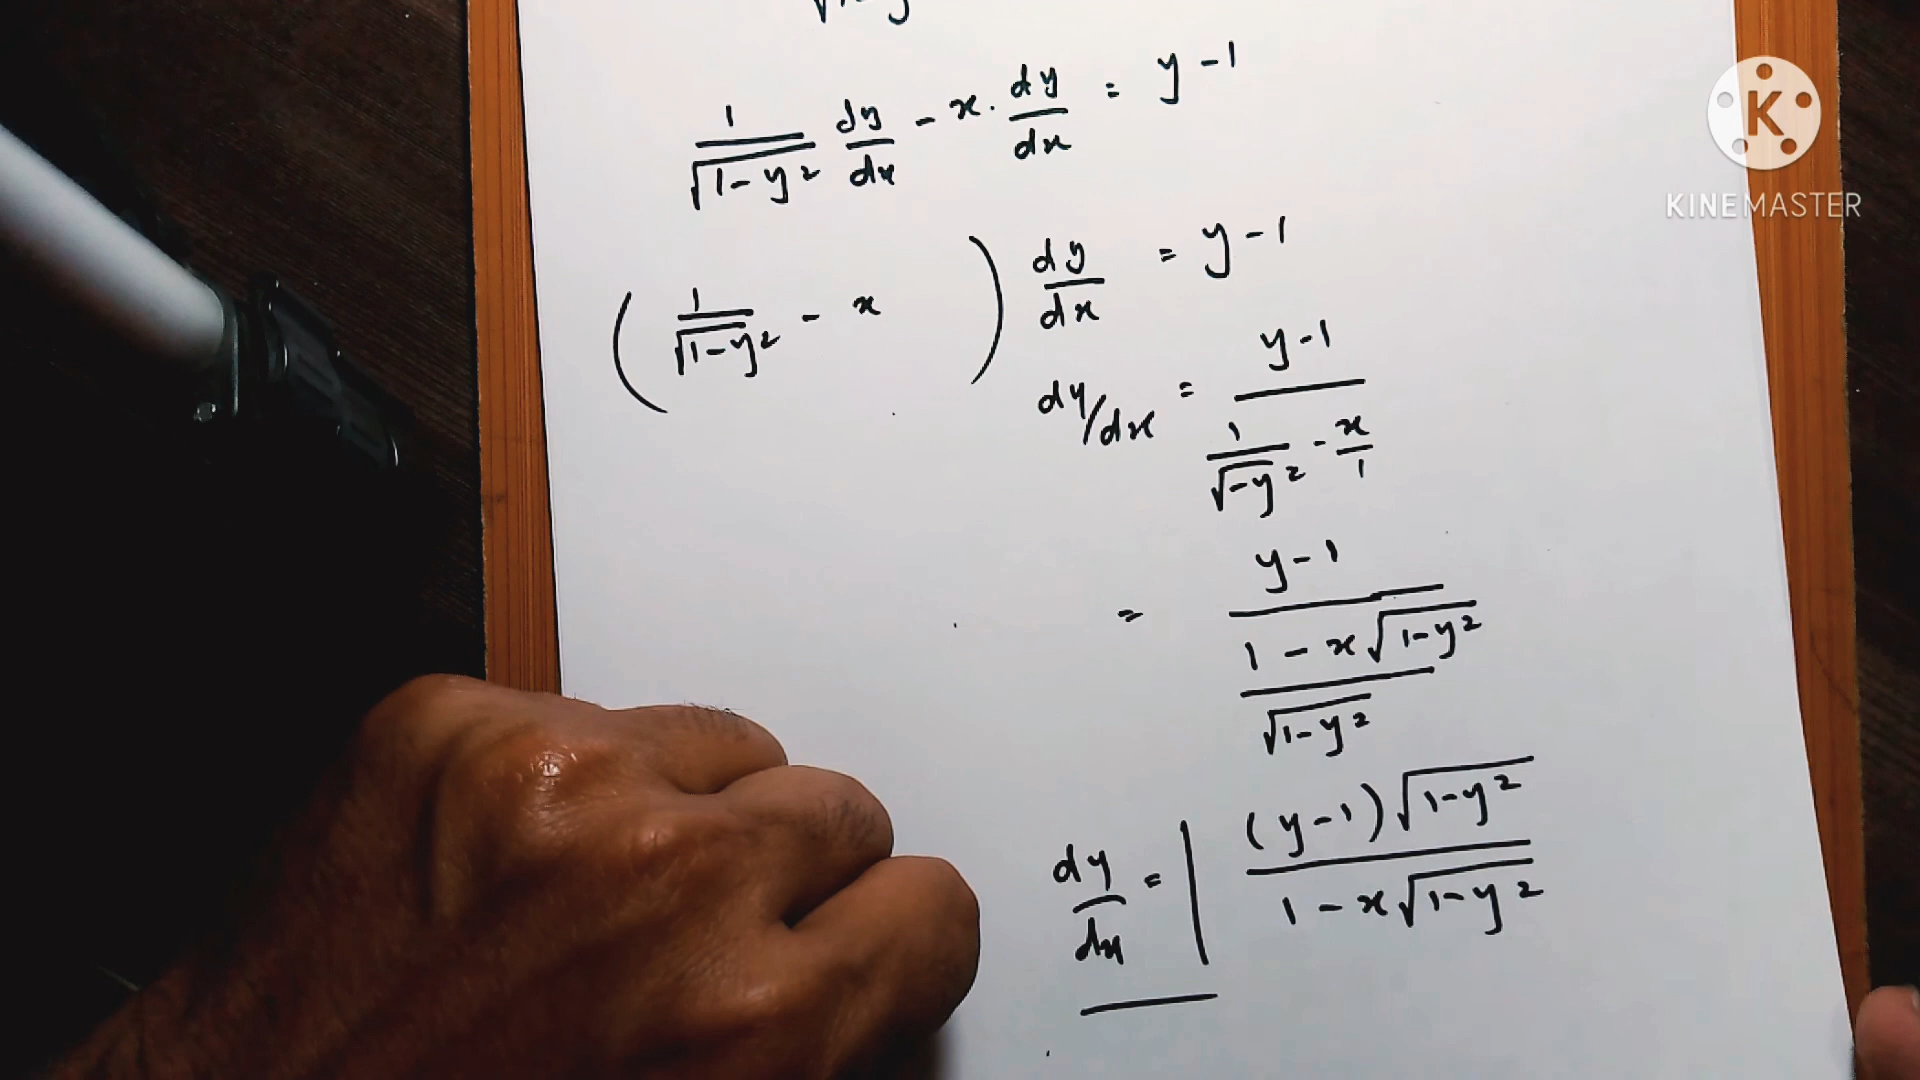 1/√1-y² dy/dx - x. dy/dx = y-1
(1/√1-y² - x) dy/dx = y-1
dy/dx = y-1 / 1/√-y² - x/1
= y-1 / 1-x√1-y² / √1-y²
dy/dx = | (y-1)√1-y² / 1-x√1-y²
K
KINEMASTER